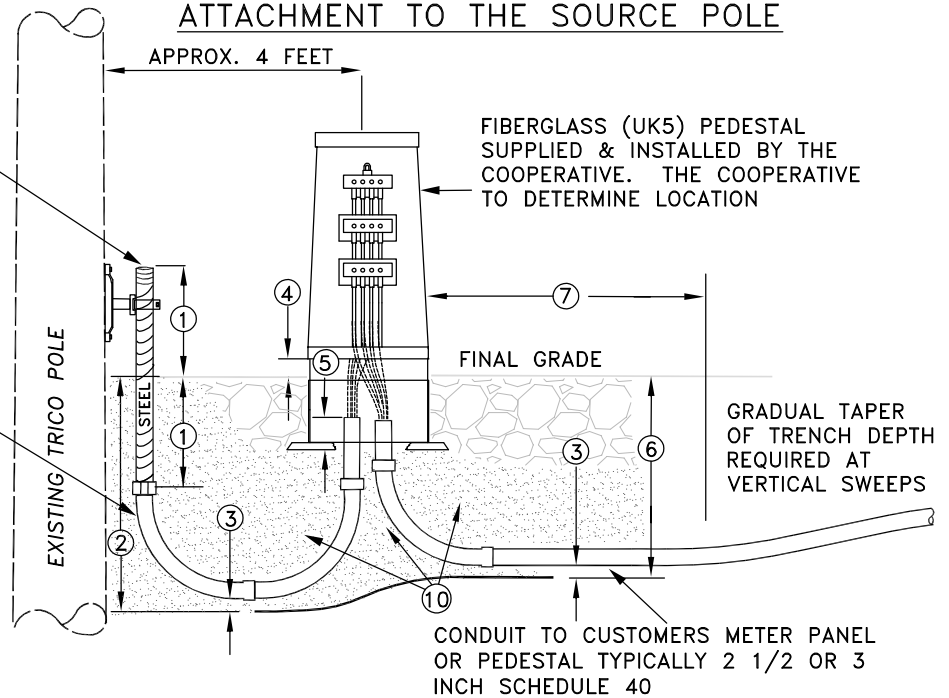 ATTACHMENT TO THE SOURCE POLE
APPROX. 4 FEET
FIBERGLASS (UK5) PEDESTAL
SUPPLIED & INSTALLED BY THE
COOPERATIVE. THE COOPERATIVE
TO DETERMINE LOCATION
4
7
1
5
FINAL GRADE
EXISTING TRICO POLE
STEEL
1
3
6
GRADUAL TAPER
OF TRENCH DEPTH
REQUIRED AT
VERTICAL SWEEPS
2
3
10
CONDUIT TO CUSTOMERS METER PANEL
OR PEDESTAL TYPICALLY 2 1/2 OR 3
INCH SCHEDULE 40